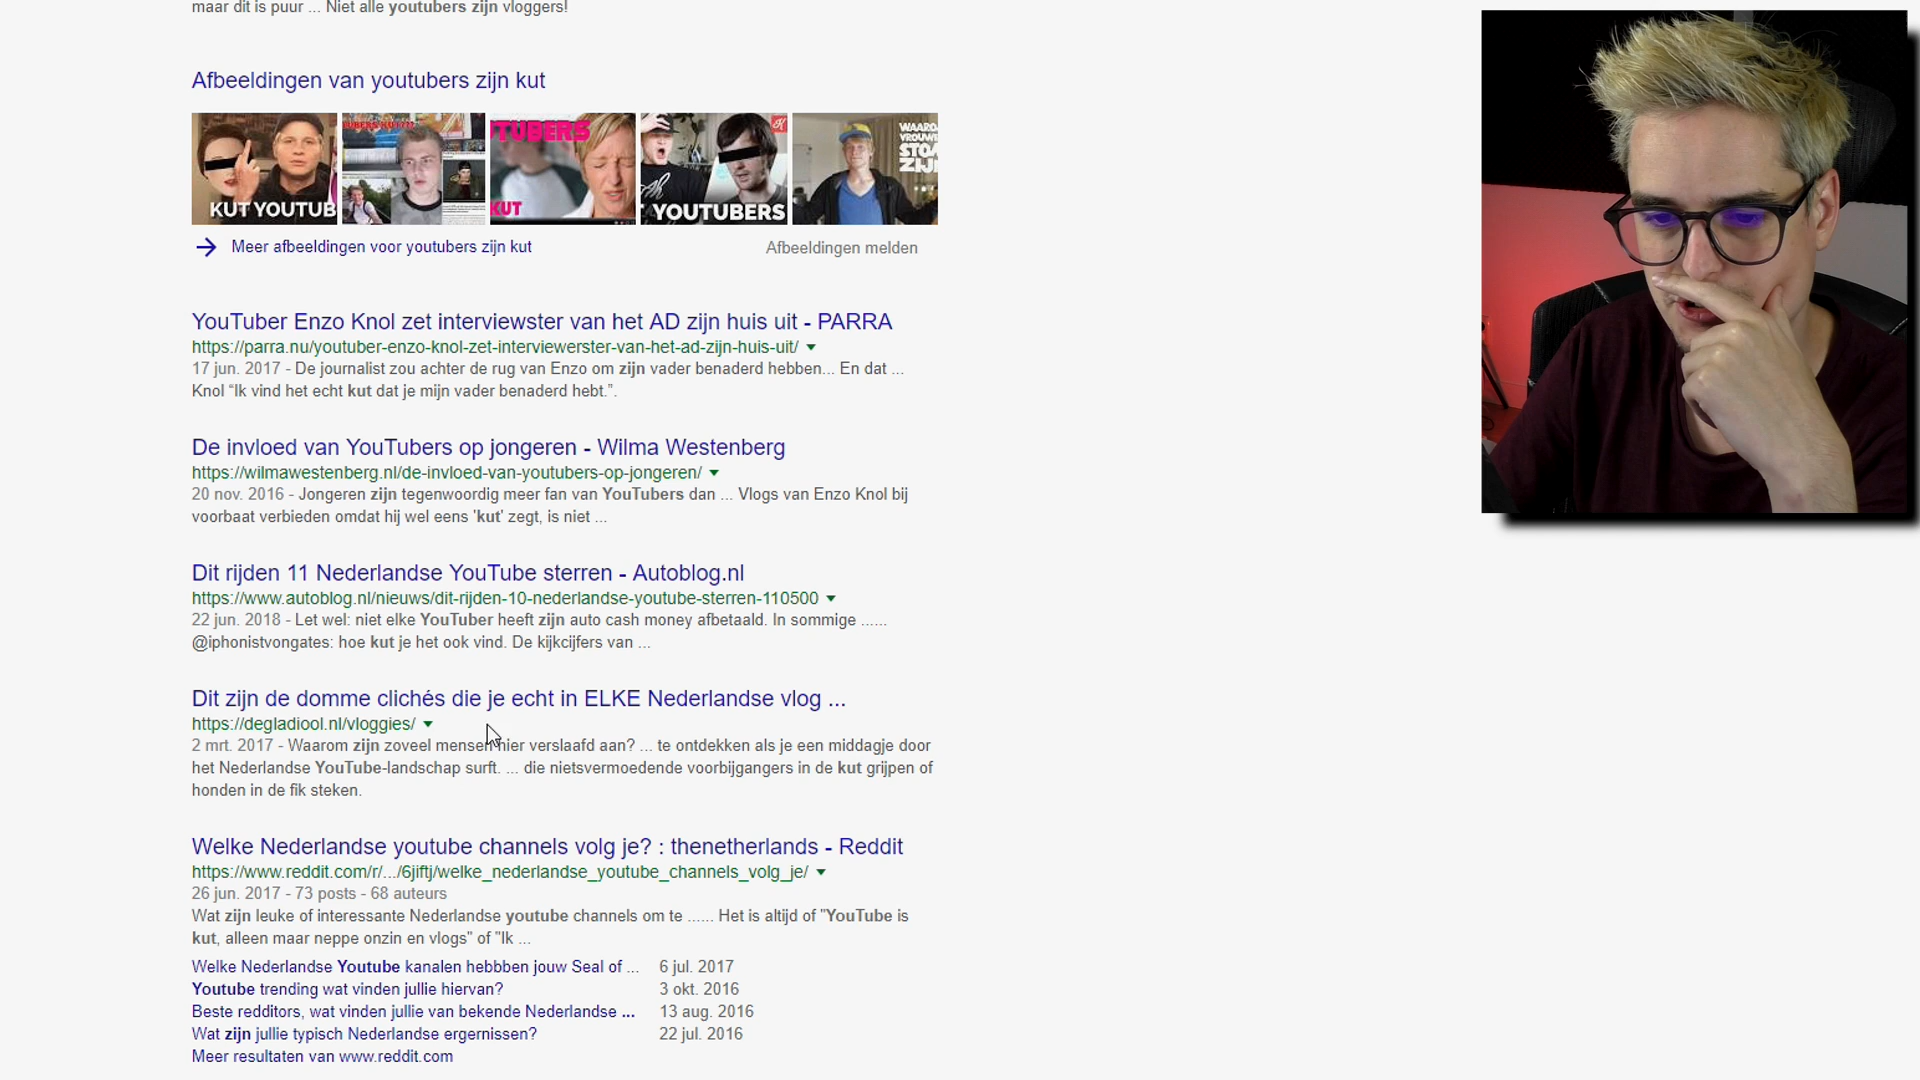 maar dit is puur ... Niet alle youtubers zijn vloggers!
Afbeeldingen van youtubers zijn kut
KUT YOUTUB
TUBERS
KUT
YOUTUBERS
WAARO
VROUWE
STO
ZIJ
Meer afbeeldingen voor youtubers zijn kut
Afbeeldingen melden
YouTuber Enzo Knol zet interviewster van het AD zijn huis uit - PARRA
https://parra.nu/youtuber-enzo-knol-zet-interviewerster-van-het-ad-zijn-huis-uit/
17 jun. 2017 - De journalist zou achter de rug van Enzo om zijn vader benaderd hebben... En dat ...
Knol “Ik vind het echt kut dat je mijn vader benaderd hebt.”.
De invloed van YouTubers op jongeren - Wilma Westenberg
https://wilmawestenberg.nl/de-invloed-van-youtubers-op-jongeren/
20 nov. 2016 - Jongeren zijn tegenwoordig meer fan van YouTubers dan ... Vlogs van Enzo Knol bij
voorbaat verbieden omdat hij wel eens 'kut' zegt, is niet ...
Dit rijden 11 Nederlandse YouTube sterren - Autoblog.nl
https://www.autoblog.nl/nieuws/dit-rijden-10-nederlandse-youtube-sterren-110500
22 jun. 2018 - Let wel: niet elke YouTuber heeft zijn auto cash money afbetaald. In sommige ......
@iphonistvongates: hoe kut je het ook vind. De kijkcijfers van ...
Dit zijn de domme clichés die je echt in ELKE Nederlandse vlog ...
https://degladiool.nl/vloggies/
2 mrt. 2017 - Waarom zijn zoveel mensen hier verslaafd aan? ... te ontdekken als je een middagje door
het Nederlandse YouTube-landschap surft. ... die nietsvermoedende voorbijgangers in de kut grijpen of
honden in de fik steken.
Welke Nederlandse youtube channels volg je? : thenetherlands - Reddit
https://www.reddit.com/r/.../6jiftj/welke_nederlandse_youtube_channels_volg_je/
26 jun. 2017 - 73 posts - 68 auteurs
Wat zijn leuke of interessante Nederlandse youtube channels om te ...... Het is altijd of "YouTube is
kut, alleen maar neppe onzin en vlogs" of "Ik ...
Welke Nederlandse Youtube kanalen hebbben jouw Seal of ... 6 jul. 2017
Youtube trending wat vinden jullie hiervan? 3 okt. 2016
Beste redditors, wat vinden jullie van bekende Nederlandse ... 13 aug. 2016
Wat zijn jullie typisch Nederlandse ergernissen? 22 jul. 2016
Meer resultaten van www.reddit.com